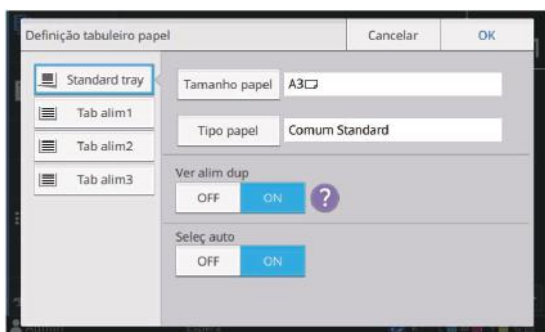 Definição tabuleiro papel
Cancelar
OK
Standard tray
Tab alim1
Tab alim2
Tab alim3
Tamanho papel A3
Tipo papel Comum Standard
Ver alim dup
OFF ON ?
Seleç auto
OFF ON
Admin